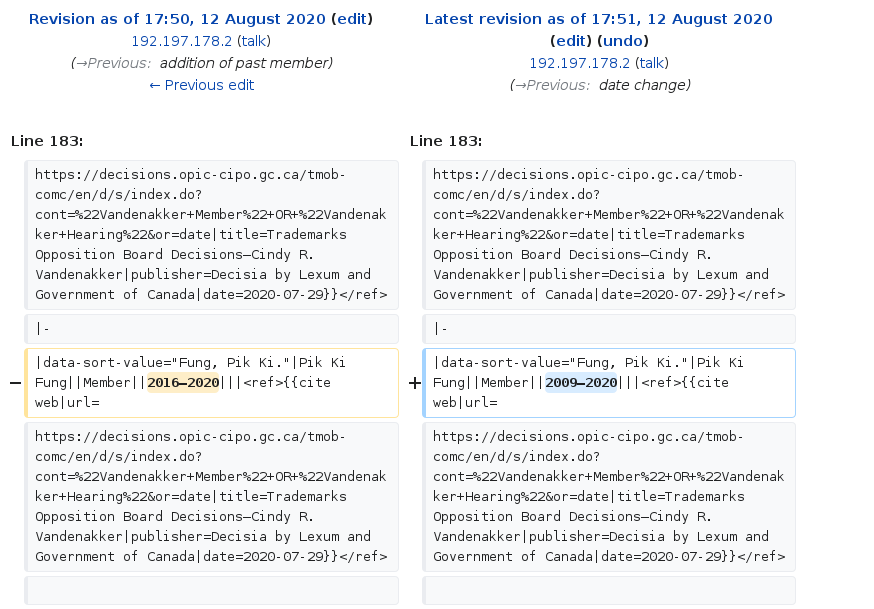 Revision as of 17:50, 12 August 2020 (edit)
192.197.178.2 (talk)
(→Previous: addition of past member)
← Previous edit
Latest revision as of 17:51, 12 August 2020
(edit) (undo)
192.197.178.2 (talk)
(→Previous: date change)
Line 183:
https://decisions.opic-cipo.gc.ca/tmob-
comc/en/d/s/index.do?
cont=%22Vandenakker+Member%22+OR+%22Vandenak
ker+Hearing%22&or=date|title=Trademarks
Opposition Board Decisions—Cindy R.
Vandenakker|publisher=Decisia by Lexum and
Government of Canada|date=2020-07-29}}</ref>
|-
− |data-sort-value="Fung, Pik Ki."|Pik Ki
Fung||Member||2016–2020|||<ref>{{cite
web|url=
https://decisions.opic-cipo.gc.ca/tmob-
comc/en/d/s/index.do?
cont=%22Vandenakker+Member%22+OR+%22Vandenak
ker+Hearing%22&or=date|title=Trademarks
Opposition Board Decisions—Cindy R.
Vandenakker|publisher=Decisia by Lexum and
Government of Canada|date=2020-07-29}}</ref>
Line 183:
https://decisions.opic-cipo.gc.ca/tmob-
comc/en/d/s/index.do?
cont=%22Vandenakker+Member%22+OR+%22Vandenak
ker+Hearing%22&or=date|title=Trademarks
Opposition Board Decisions—Cindy R.
Vandenakker|publisher=Decisia by Lexum and
Government of Canada|date=2020-07-29}}</ref>
|-
+ |data-sort-value="Fung, Pik Ki."|Pik Ki
Fung||Member||2009–2020|||<ref>{{cite
web|url=
https://decisions.opic-cipo.gc.ca/tmob-
comc/en/d/s/index.do?
cont=%22Vandenakker+Member%22+OR+%22Vandenak
ker+Hearing%22&or=date|title=Trademarks
Opposition Board Decisions—Cindy R.
Vandenakker|publisher=Decisia by Lexum and
Government of Canada|date=2020-07-29}}</ref>